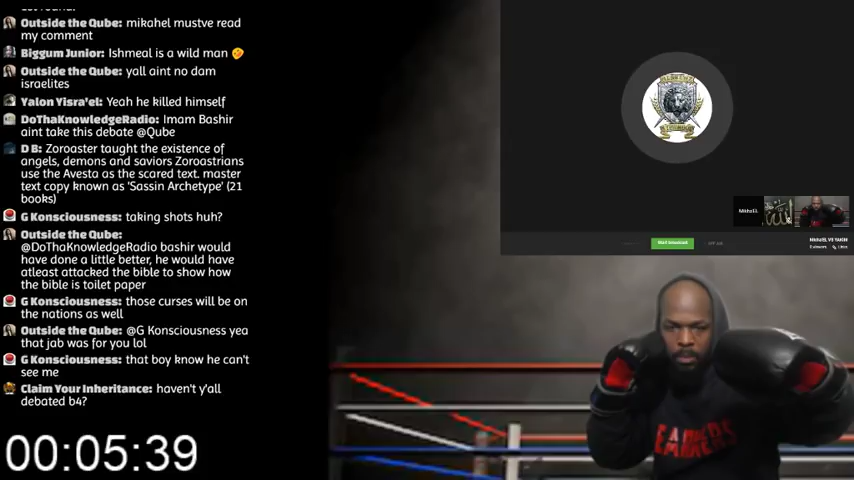 Outside the Qube: mikahel mustve read
my comment
Biggum Junior: Ishmeal is a wild man 🤣
Outside the Qube: yall aint no dam
israelites
Yalon Yisra'el: Yeah he killed himself
DoThaKnowledgeRadio: Imam Bashir
aint take this debate @Qube
D B: Zoroaster taught the existence of
angels, demons and saviors Zoroastrians
use the Avesta as the scared text. master
text copy known as 'Sassin Archetype' (21
books)
G Konsciousness: taking shots huh?
Outside the Qube:
@DoThaKnowledgeRadio bashir would
have done a little better, he would have
atleast attacked the bible to show how
the bible is toilet paper
G Konsciousness: those curses will be on
the nations as well
Outside the Qube: @G Konsciousness yea
that jab was for you lol
G Konsciousness: that boy know he can't
see me
Claim Your Inheritance: haven't y'all
debated b4?
00:05:39